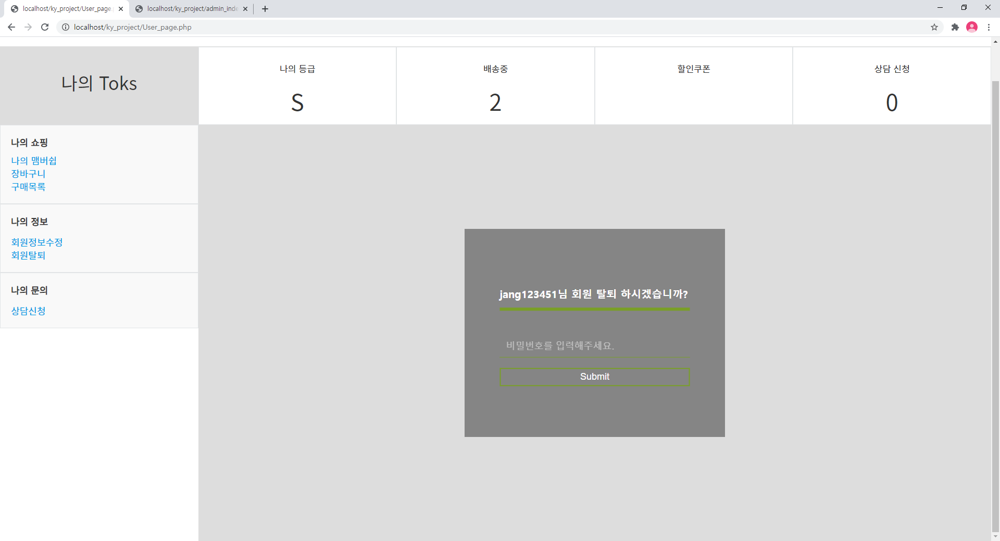 localhost/ky_project/User_page.
localhost/ky_project/admin_inde
localhost/ky_project/User_page.php
나의 Toks
나의 등급
S
배송중
2
할인쿠폰
상담 신청
0
나의 쇼핑
나의 맴버쉽
장바구니
구매목록
나의 정보
회원정보수정
회원탈퇴
나의 문의
상담신청
jang123451님 회원 탈퇴 하시겠습니까?
비밀번호를 입력해주세요.
Submit